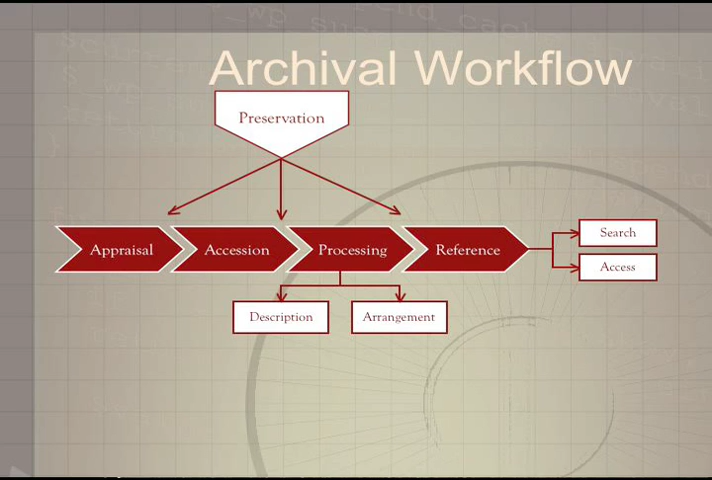 Archival Workflow
Preservation
Appraisal
Accession
Processing
Reference
Search
Access
Description
Arrangement